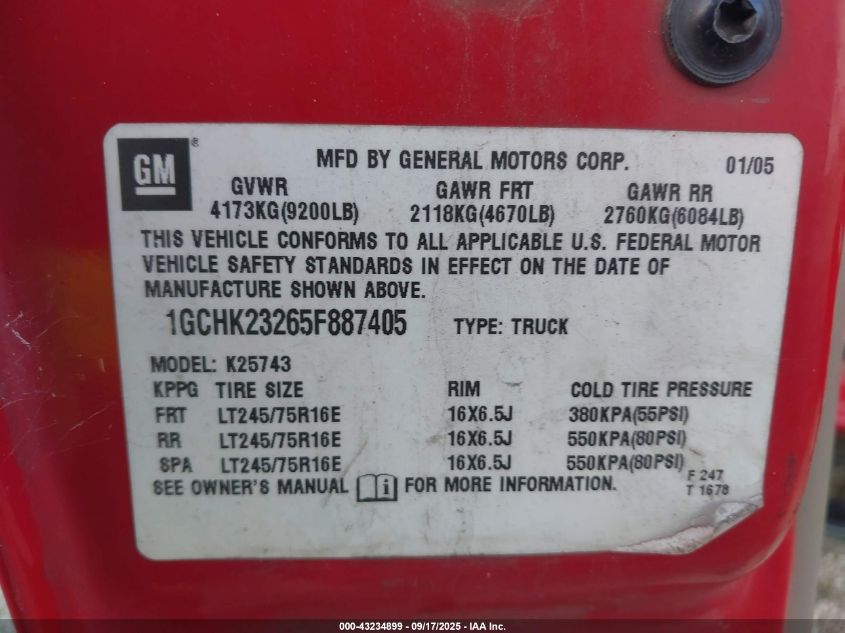 GM ® MFD BY GENERAL MOTORS CORP. 01/05
GVWR GAWR FRT GAWR RR
4173KG(9200LB) 2118KG(4670LB) 2760KG(6084LB)
THIS VEHICLE CONFORMS TO ALL APPLICABLE U.S. FEDERAL MOTOR
VEHICLE SAFETY STANDARDS IN EFFECT ON THE DATE OF
MANUFACTURE SHOWN ABOVE.
1GCHK23265F887405 TYPE: TRUCK
MODEL: K25743
KPPG TIRE SIZE RIM COLD TIRE PRESSURE
FRT LT245/75R16E 16X6.5J 380KPA(55PSI)
RR LT245/75R16E 16X6.5J 550KPA(80PSI)
SPA LT245/75R16E 16X6.5J 550KPA(80PSI)
SEE OWNER'S MANUAL i FOR MORE INFORMATION.
F 247
T 1678
000-43234899 | 09/17/2025 - IAA Inc.